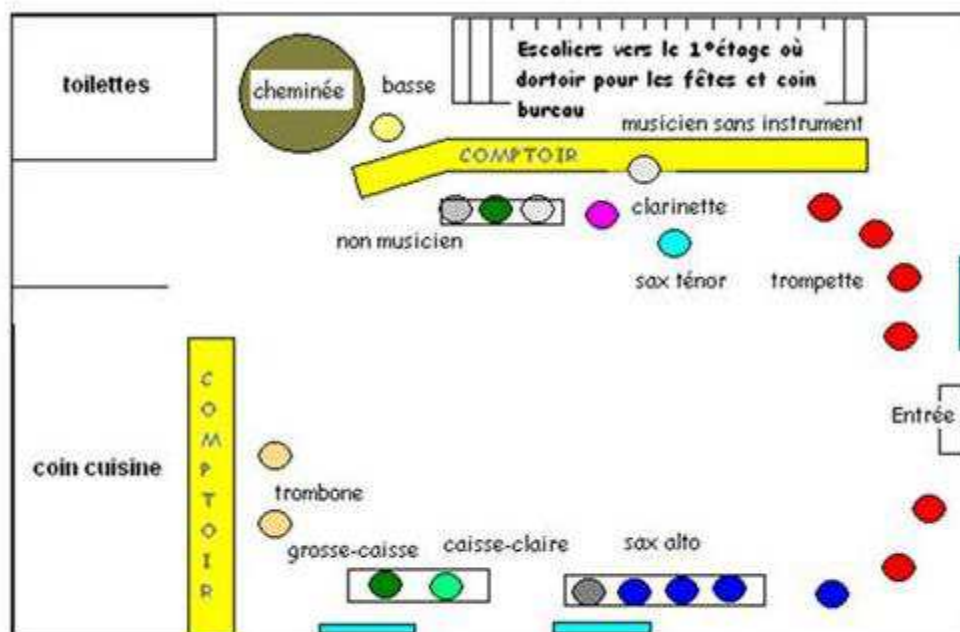 toilettes
cheminée
basse
Escaliers vers le 1°étage où
dortoir pour les fêtes et coin
bureau
musicien sans instrument
COMPTOIR
clarinette
non musicien
sax ténor
trompette
Entrée
COMPTOIR
coin cuisine
trombone
grosse-caisse
caisse-claire
sax alto